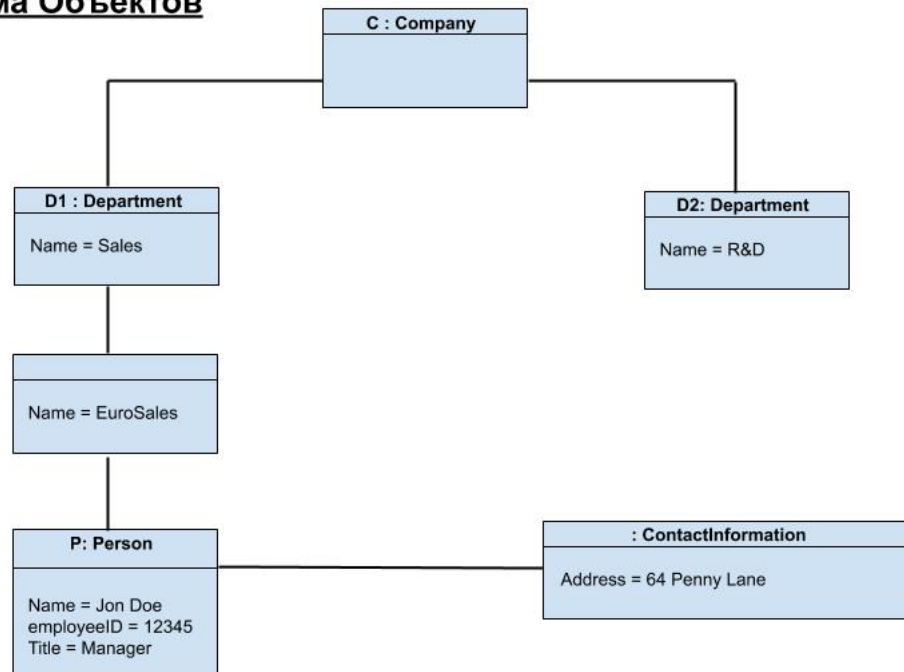 ма Объектов
C : Company
D1 : Department
Name = Sales
D2: Department
Name = R&D
Name = EuroSales
P: Person
Name = Jon Doe
employeeID = 12345
Title = Manager
: ContactInformation
Address = 64 Penny Lane